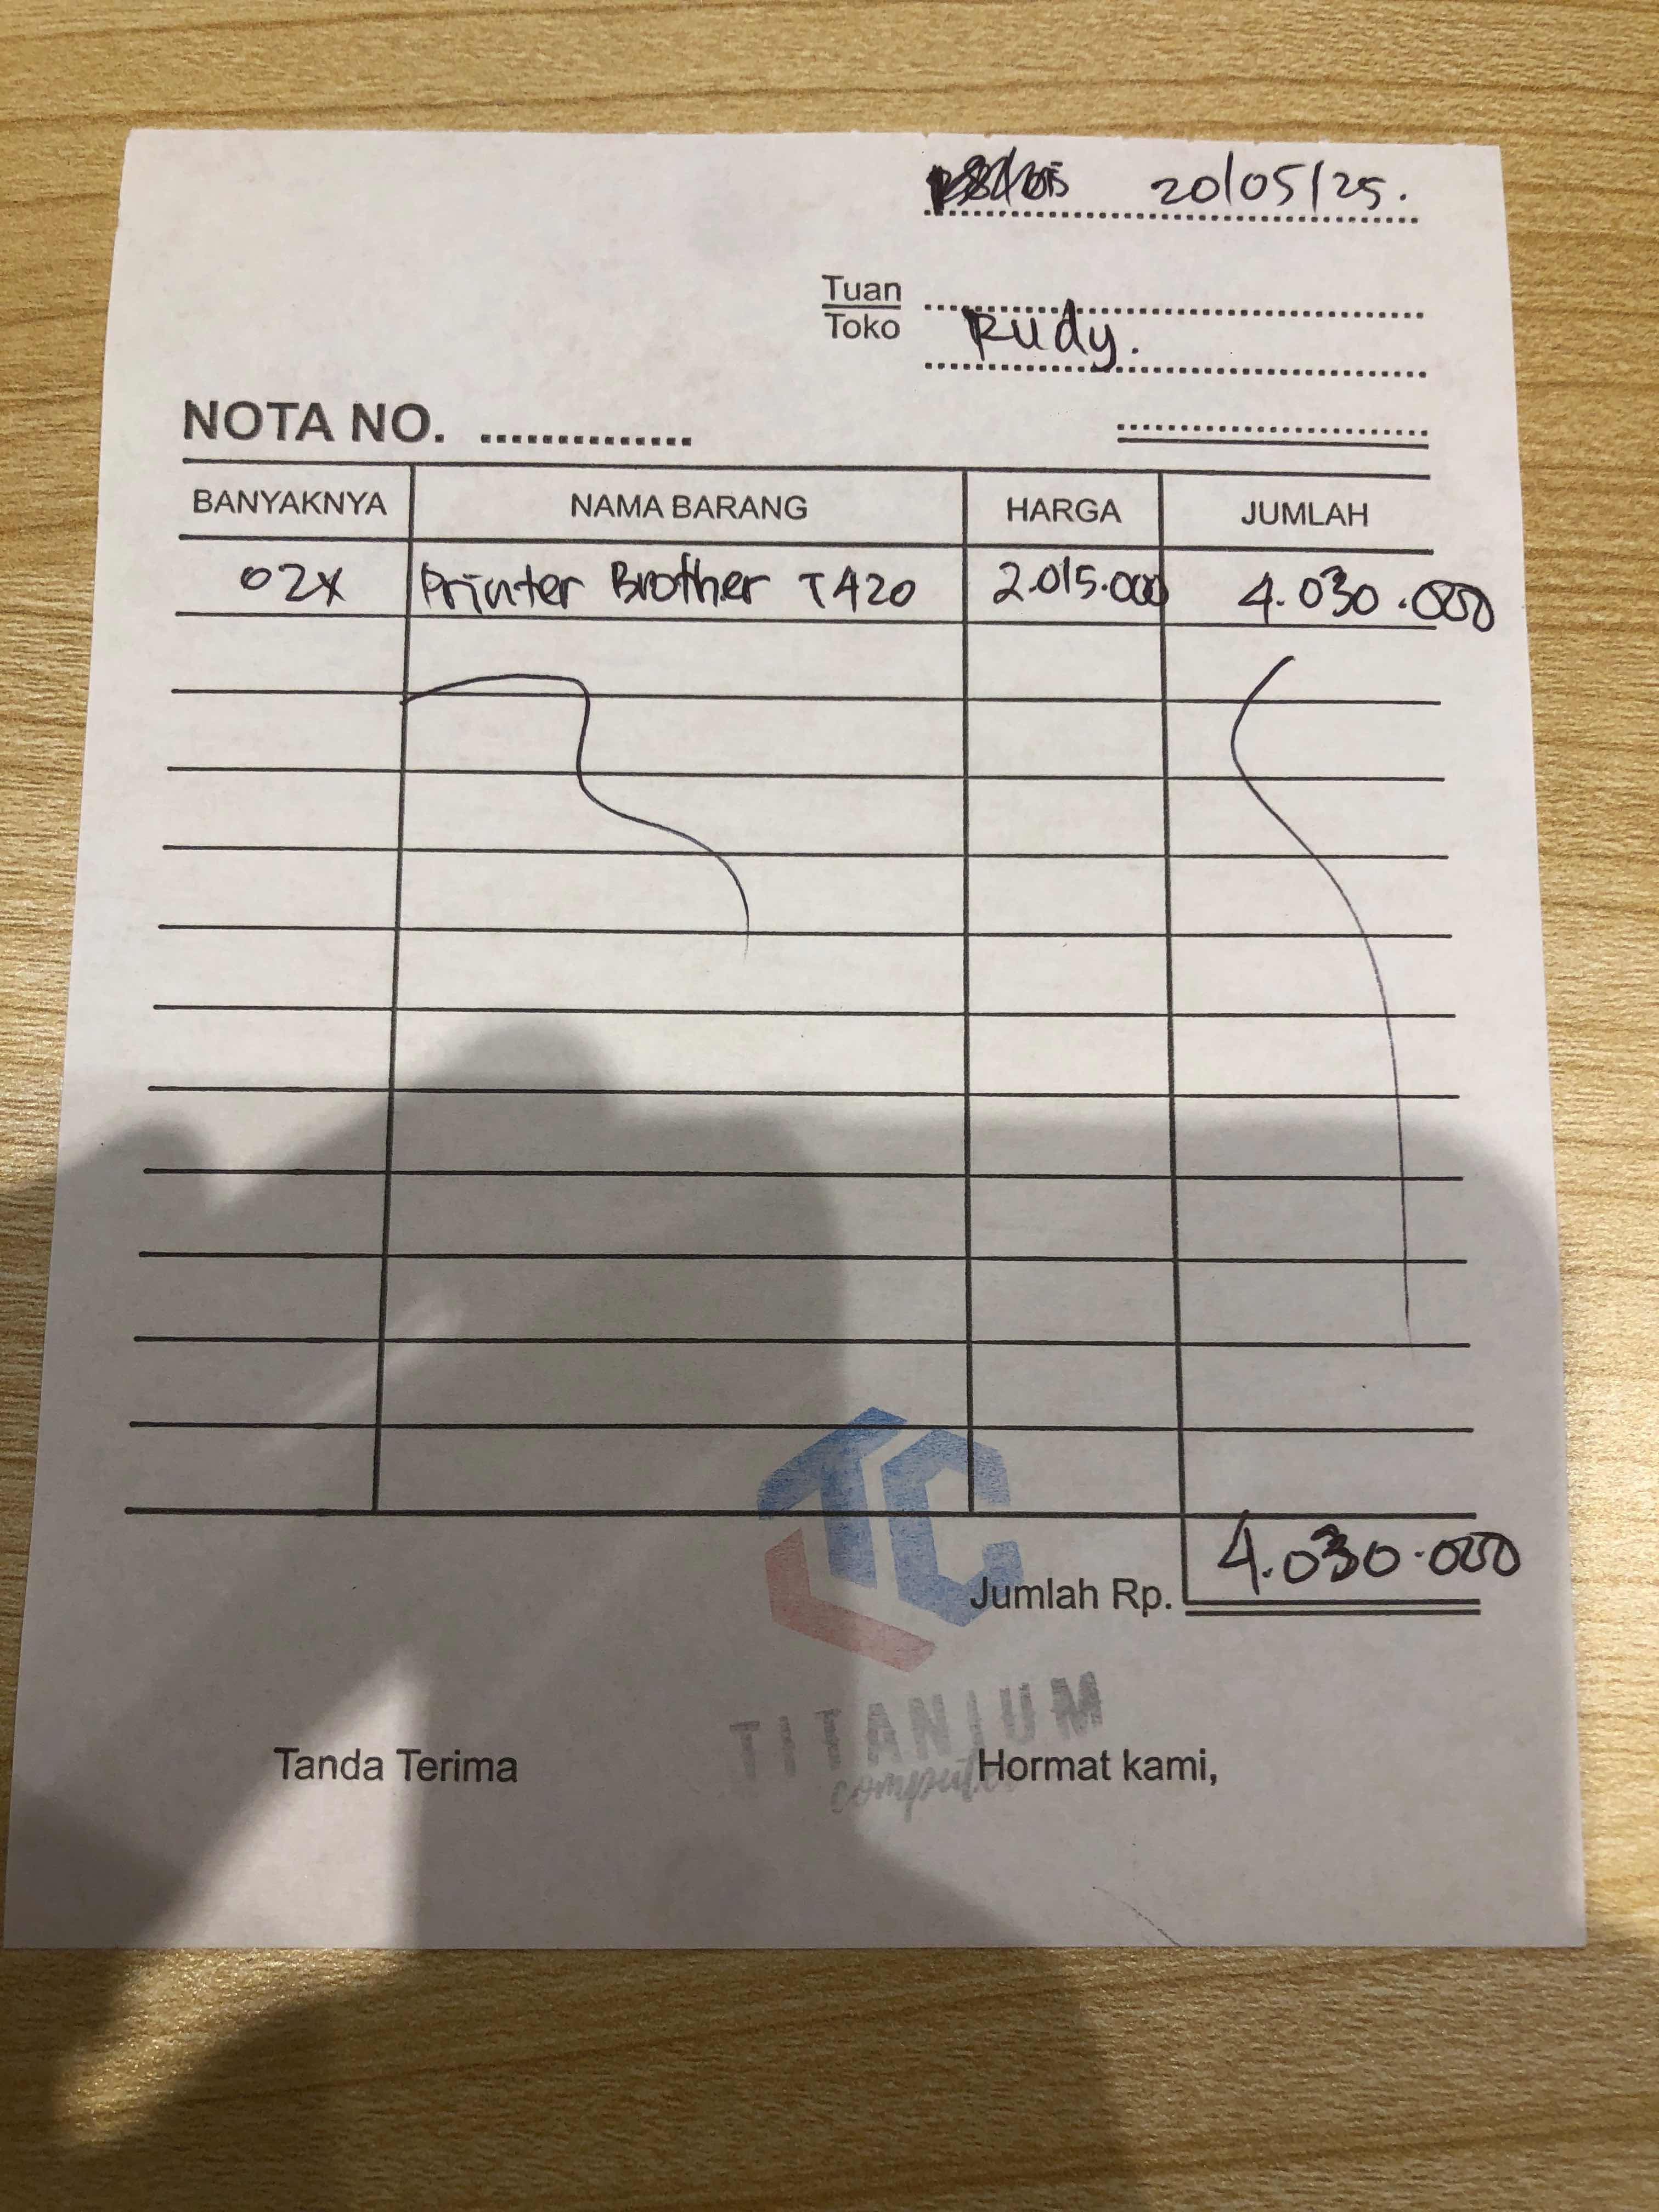 20/05/25.
Tuan
Toko
Rudy.
NOTA NO. ..............
BANYAKNYA NAMA BARANG HARGA JUMLAH
02x Printer Brother T420 2.015.000 4.030.000
Jumlah Rp. 4.030.000
TITANIUM
Tanda Terima Hormat kami,
computer